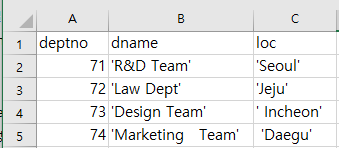 A B C
1 deptno dname loc
2 71 'R&D Team' 'Seoul'
3 72 'Law Dept' 'Jeju'
4 73 'Design Team' ' Incheon'
5 74 'Marketing   Team' 'Daegu'